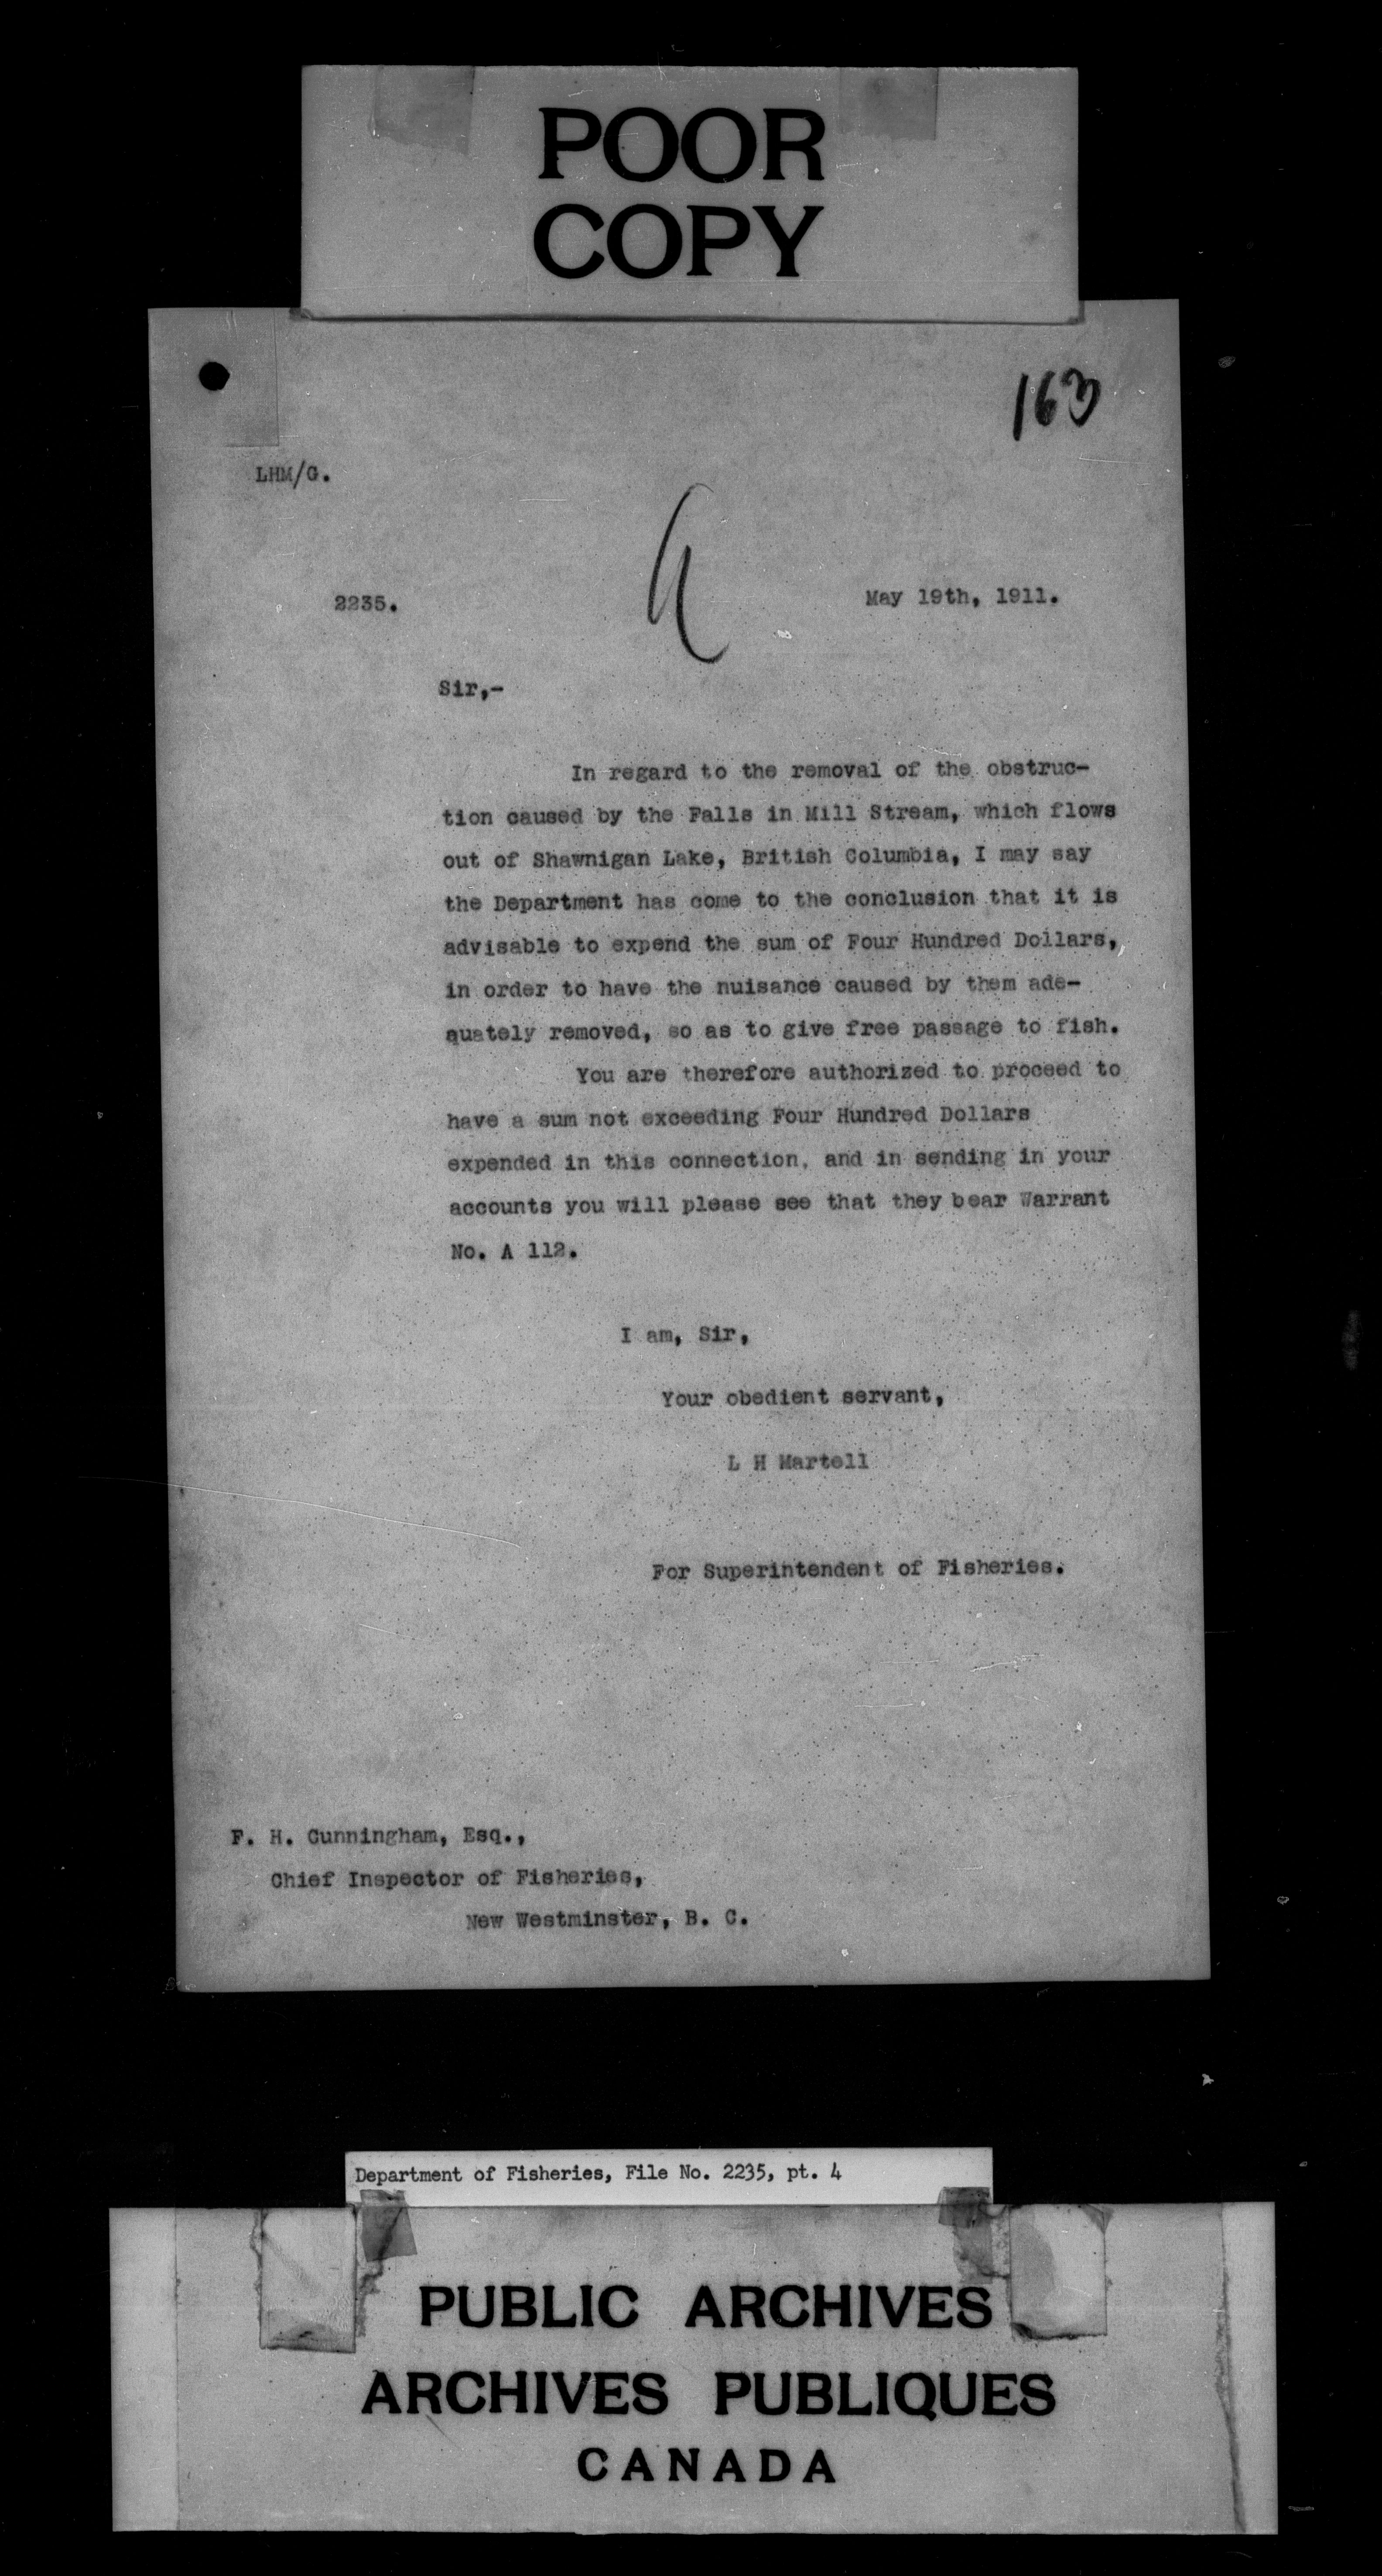 POOR
COPY
163
LHM/G.
2235.
May 19th, 1911.
Sir,-
In regard to the removal of the obstruc-
tion caused by the Falls in Mill Stream, which flows
out of Shawnigan Lake, British Columbia, I may say
the Department has come to the conclusion that it is
advisable to expend the sum of Four Hundred Dollars,
in order to have the nuisance caused by them ade-
quately removed, so as to give free passage to fish.
You are therefore authorized to proceed to
have a sum not exceeding Four Hundred Dollars
expended in this connection, and in sending in your
accounts you will please see that they bear Warrant
No. A 112.
I am, Sir,
Your obedient servant,
L H Martell
For Superintendent of Fisheries.
F. H. Cunningham, Esq.,
Chief Inspector of Fisheries,
New Westminster, B. C.
Department of Fisheries, File No. 2235, pt. 4
PUBLIC ARCHIVES
ARCHIVES PUBLIQUES
CANADA